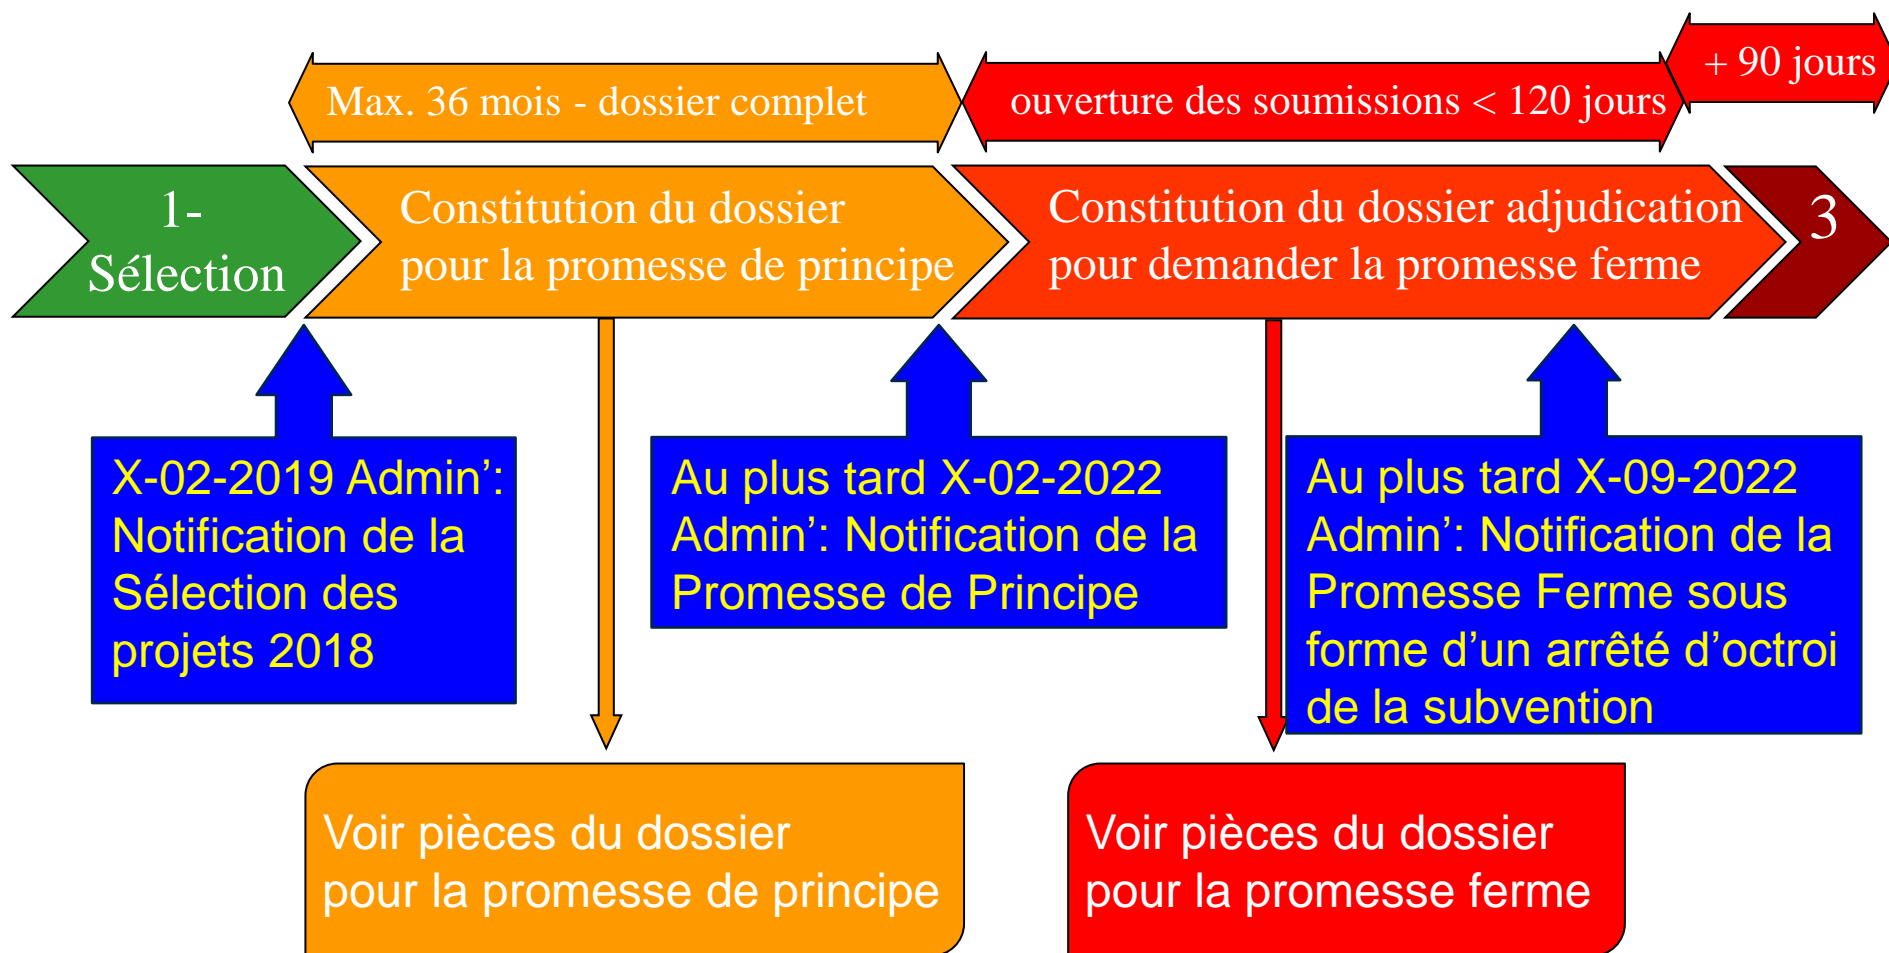 + 90 jours
Max. 36 mois - dossier complet
ouverture des soumissions < 120 jours
1-
Sélection
Constitution du dossier
pour la promesse de principe
Constitution du dossier adjudication
pour demander la promesse ferme
3
X-02-2019 Admin’:
Notification de la
Sélection des
projets 2018
Au plus tard X-02-2022
Admin’: Notification de la
Promesse de Principe
Au plus tard X-09-2022
Admin’: Notification de la
Promesse Ferme sous
forme d’un arrêté d’octroi
de la subvention
Voir pièces du dossier
pour la promesse de principe
Voir pièces du dossier
pour la promesse ferme